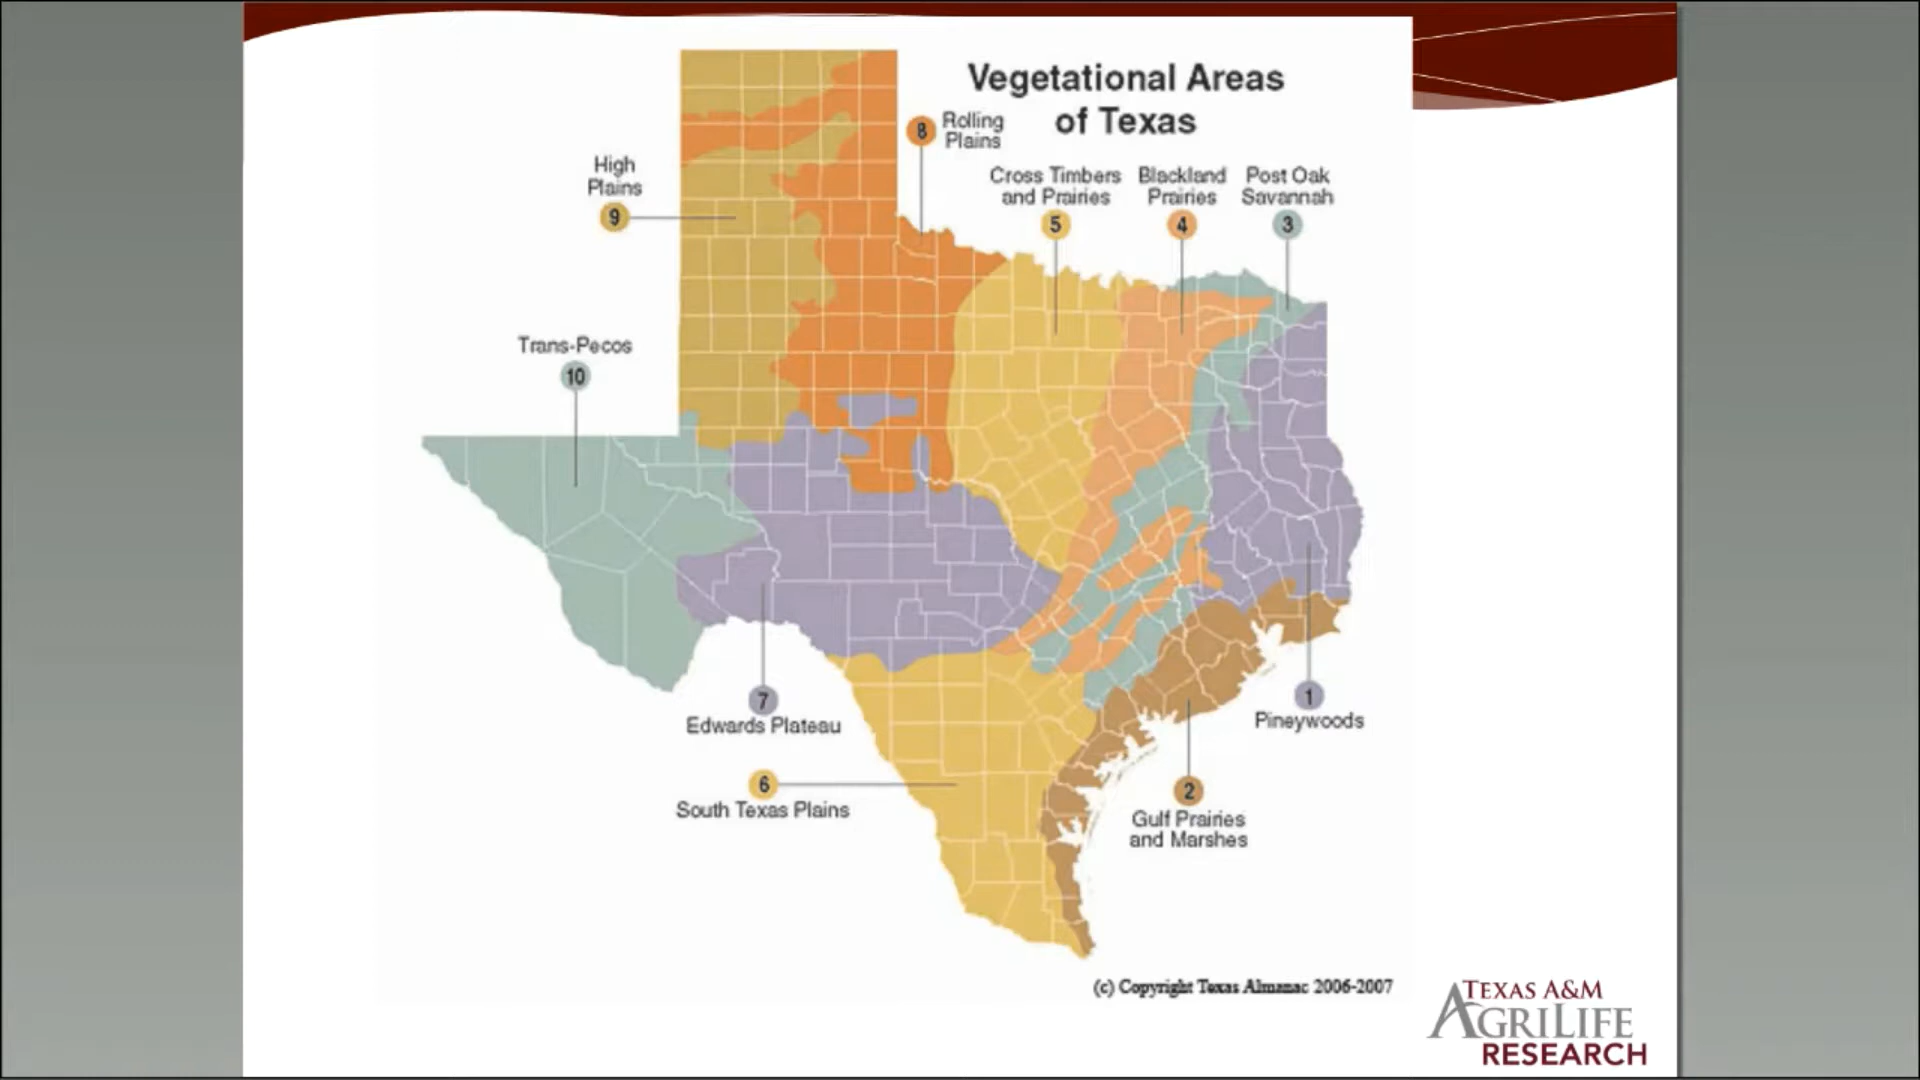 Vegetational Areas
of Texas
8
Rolling
Plains
High
Plains
9
Cross Timbers
and Prairies
5
Blackland
Prairies
4
Post Oak
Savannah
3
Trans-Pecos
10
7
Edwards Plateau
1
Pineywoods
6
South Texas Plains
2
Gulf Prairies
and Marshes
(c) Copyright Texas Almanac 2006-2007
TEXAS A&M
AGRILIFE
RESEARCH